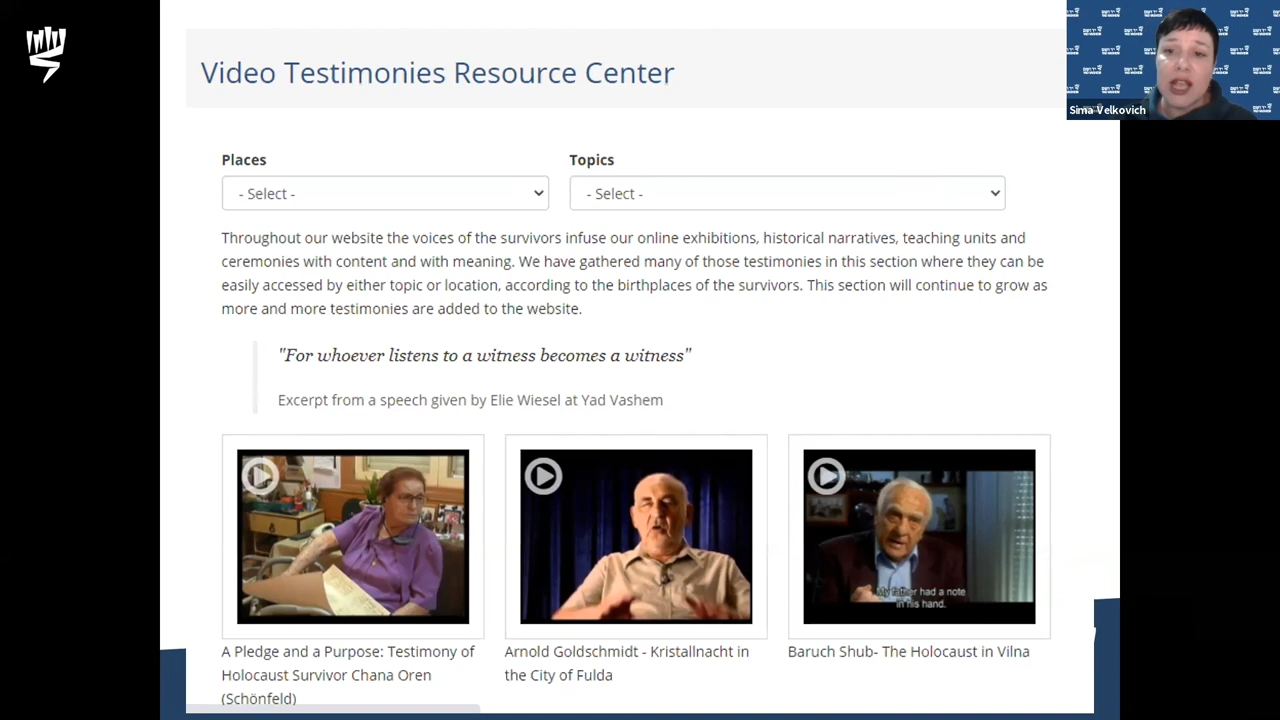 Video Testimonies Resource Center
Sima Velkovich
Places
Topics
- Select -
- Select -
Throughout our website the voices of the survivors infuse our online exhibitions, historical narratives, teaching units and
ceremonies with content and with meaning. We have gathered many of those testimonies in this section where they can be
easily accessed by either topic or location, according to the birthplaces of the survivors. This section will continue to grow as
more and more testimonies are added to the website.
"For whoever listens to a witness becomes a witness"
Excerpt from a speech given by Elie Wiesel at Yad Vashem
My father had a note
in his hand.
A Pledge and a Purpose: Testimony of
Holocaust Survivor Chana Oren
(Schönfeld)
Arnold Goldschmidt - Kristallnacht in
the City of Fulda
Baruch Shub- The Holocaust in Vilna